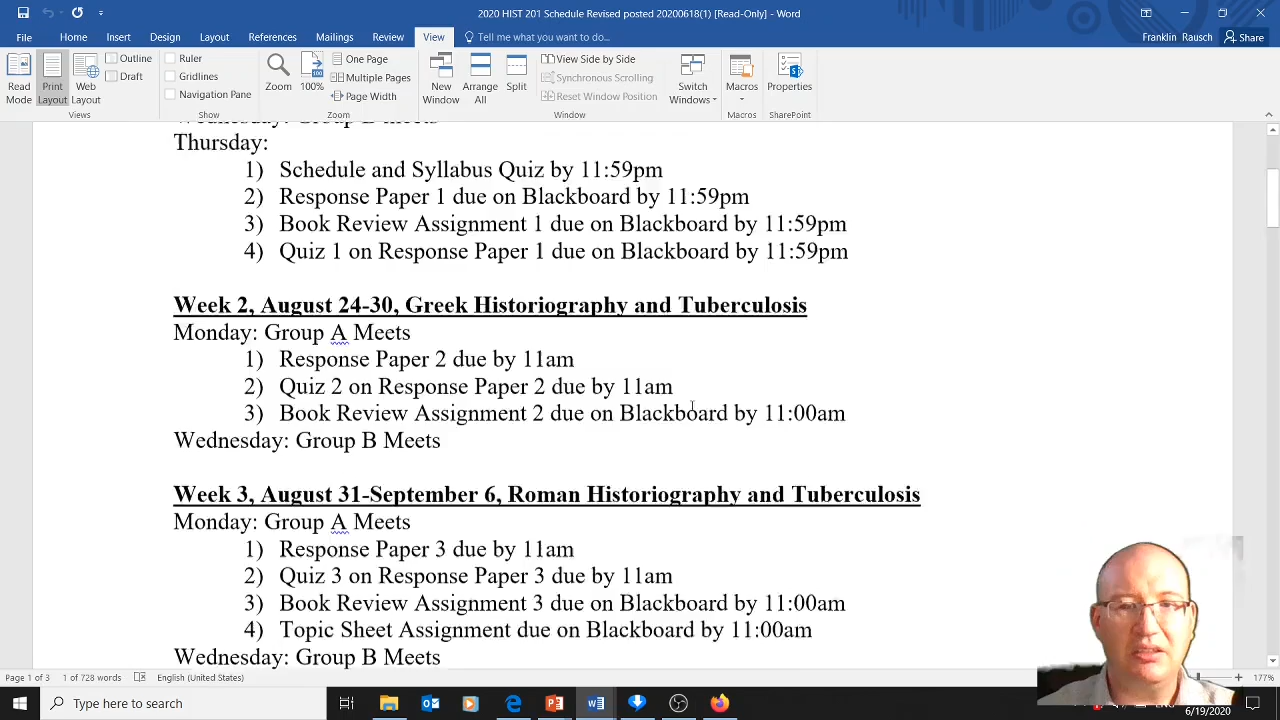 2020 HIST 201 Schedule Revised posted 20200618(1) [Read-Only] - Word
File Home Insert Design Layout References Mailings Review View Tell me what you want to do... Franklin Rausch Share
Read Mode
Print Layout
Web Layout
Outline
Draft
Views
Ruler
Gridlines
Navigation Pane
Show
Zoom
100%
One Page
Multiple Pages
Page Width
Zoom
New Window
Arrange All
Split
View Side by Side
Synchronous Scrolling
Reset Window Position
Window
Switch Windows
Macros
Macros
Properties
SharePoint
Wednesday: Group B meets
Thursday:
1) Schedule and Syllabus Quiz by 11:59pm
2) Response Paper 1 due on Blackboard by 11:59pm
3) Book Review Assignment 1 due on Blackboard by 11:59pm
4) Quiz 1 on Response Paper 1 due on Blackboard by 11:59pm
Week 2, August 24-30, Greek Historiography and Tuberculosis
Monday: Group A Meets
1) Response Paper 2 due by 11am
2) Quiz 2 on Response Paper 2 due by 11am
3) Book Review Assignment 2 due on Blackboard by 11:00am
Wednesday: Group B Meets
Week 3, August 31-September 6, Roman Historiography and Tuberculosis
Monday: Group A Meets
1) Response Paper 3 due by 11am
2) Quiz 3 on Response Paper 3 due by 11am
3) Book Review Assignment 3 due on Blackboard by 11:00am
4) Topic Sheet Assignment due on Blackboard by 11:00am
Wednesday: Group B Meets
Page 1 of 3 1 of 728 words English (United States) 177%
Type here to search
6/19/2020